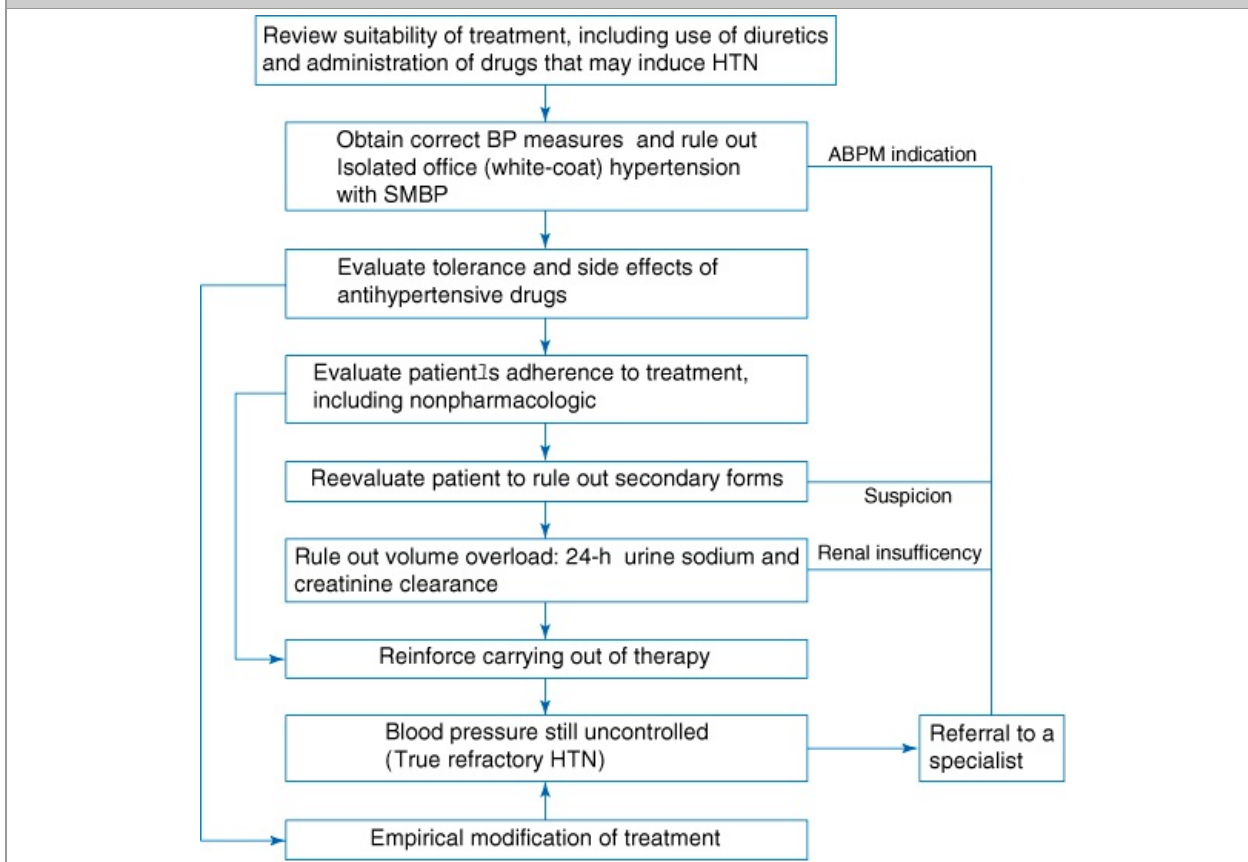 Review suitability of treatment, including use of diuretics
and administration of drugs that may induce HTN
Obtain correct BP measures and rule out
Isolated office (white-coat) hypertension
with SMBP
ABPM indication
Evaluate tolerance and side effects of
antihypertensive drugs
Evaluate patient1s adherence to treatment,
including nonpharmacologic
Reevaluate patient to rule out secondary forms
Suspicion
Rule out volume overload: 24-h urine sodium and
creatinine clearance
Renal insufficency
Reinforce carrying out of therapy
Blood pressure still uncontrolled
(True refractory HTN)
Referral to a
specialist
Empirical modification of treatment